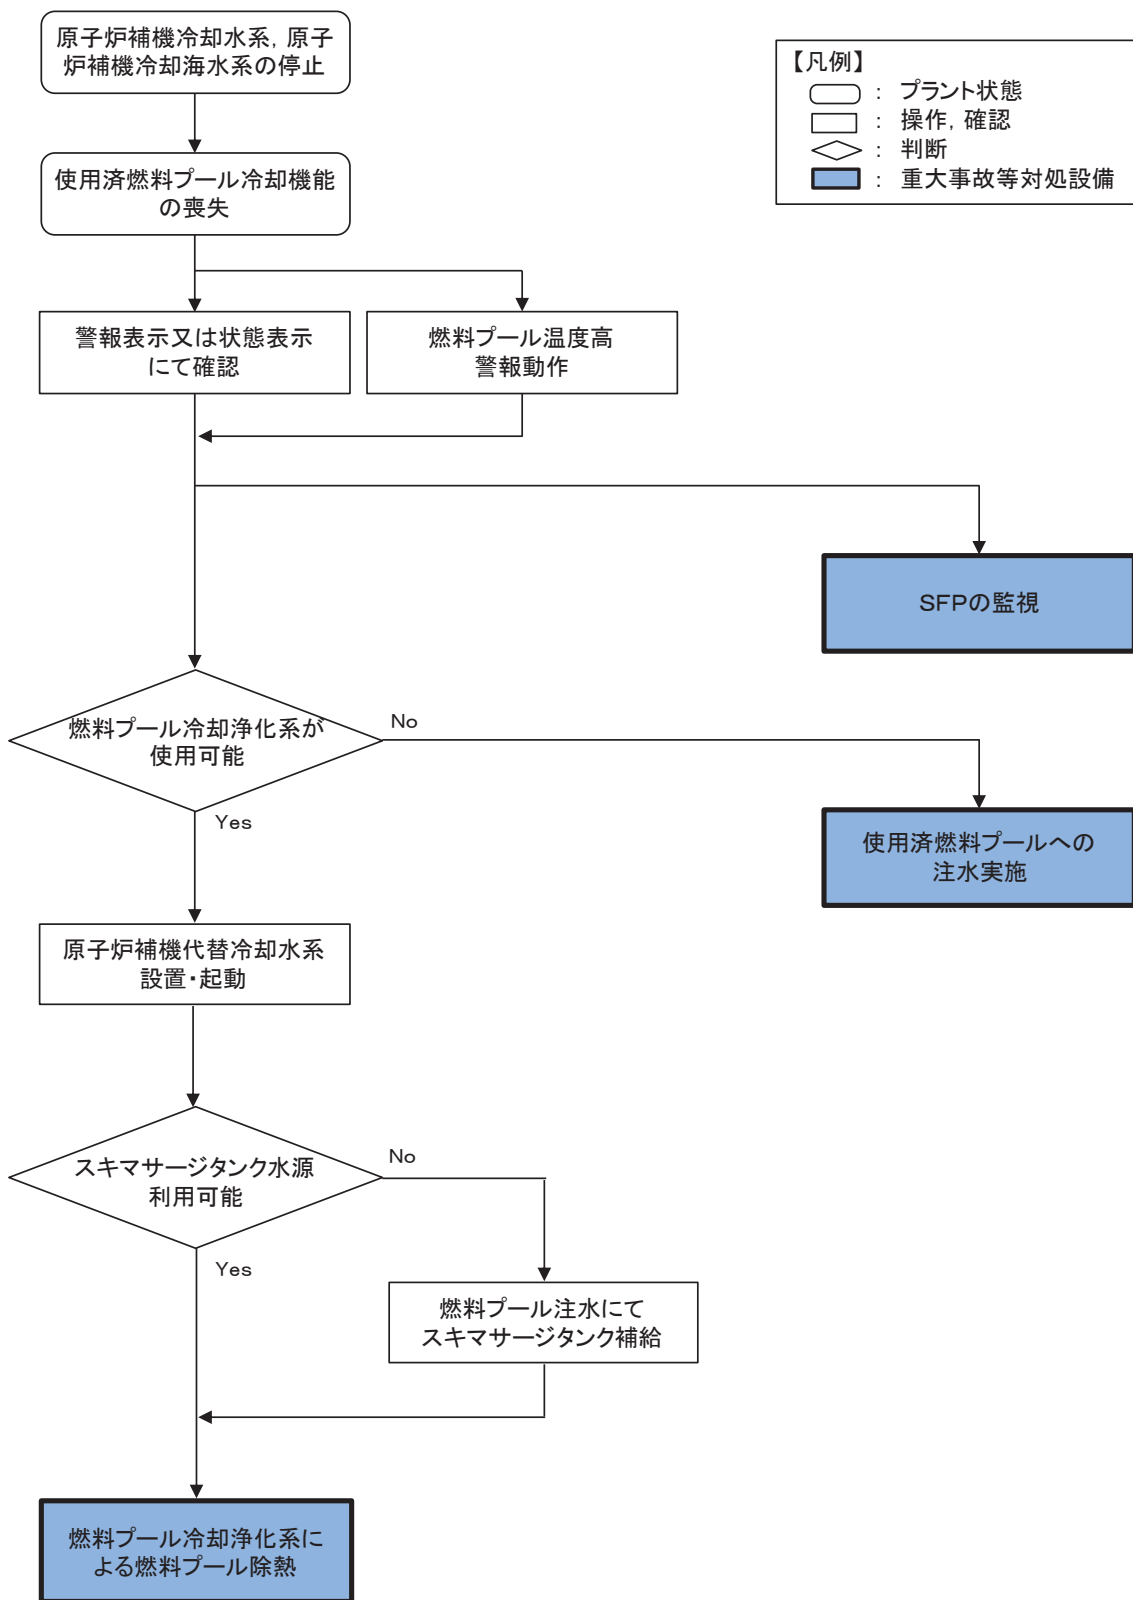 原子炉補機冷却水系，原子
炉補機冷却海水系の停止
【凡例】
： プラント状態
： 操作，確認
： 判断
： 重大事故等対処設備
使用済燃料プール冷却機能
の喪失
警報表示又は状態表示
にて確認
燃料プール温度高
警報動作
SFPの監視
燃料プール冷却浄化系が
使用可能
No
Yes
使用済燃料プールへの
注水実施
原子炉補機代替冷却水系
設置・起動
スキマサージタンク水源
利用可能
No
Yes
燃料プール注水にて
スキマサージタンク補給
燃料プール冷却浄化系に
よる燃料プール除熱